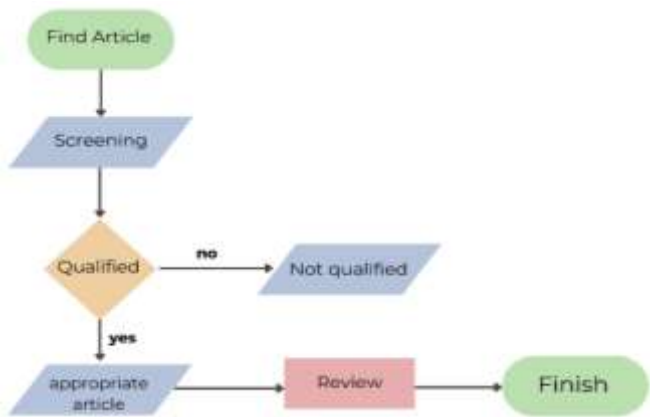 Find Article
Screening
Qualified
no
Not qualified
yes
appropriate
article
Review
Finish